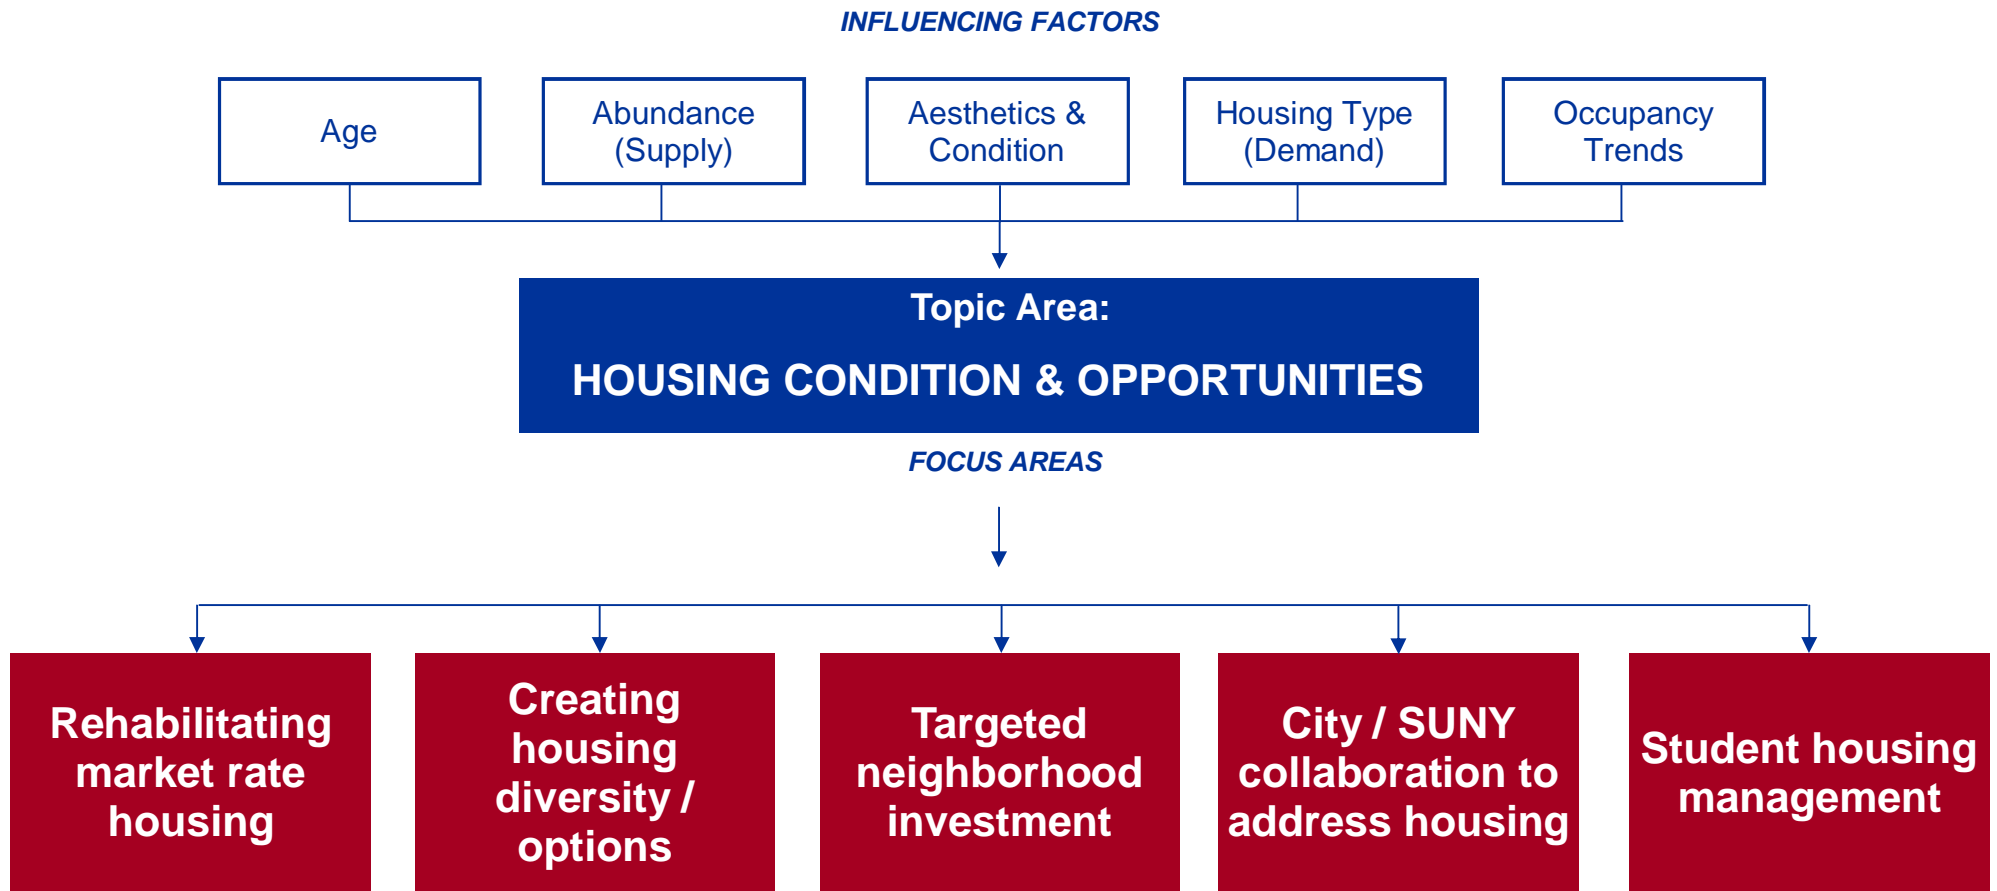 INFLUENCING FACTORS
Age
Abundance
(Supply)
Aesthetics &
Condition
Housing Type
(Demand)
Occupancy
Trends
Topic Area:
HOUSING CONDITION & OPPORTUNITIES
FOCUS AREAS
Rehabilitating
market rate
housing
Creating
housing
diversity /
options
Targeted
neighborhood
investment
City / SUNY
collaboration to
address housing
Student housing
management